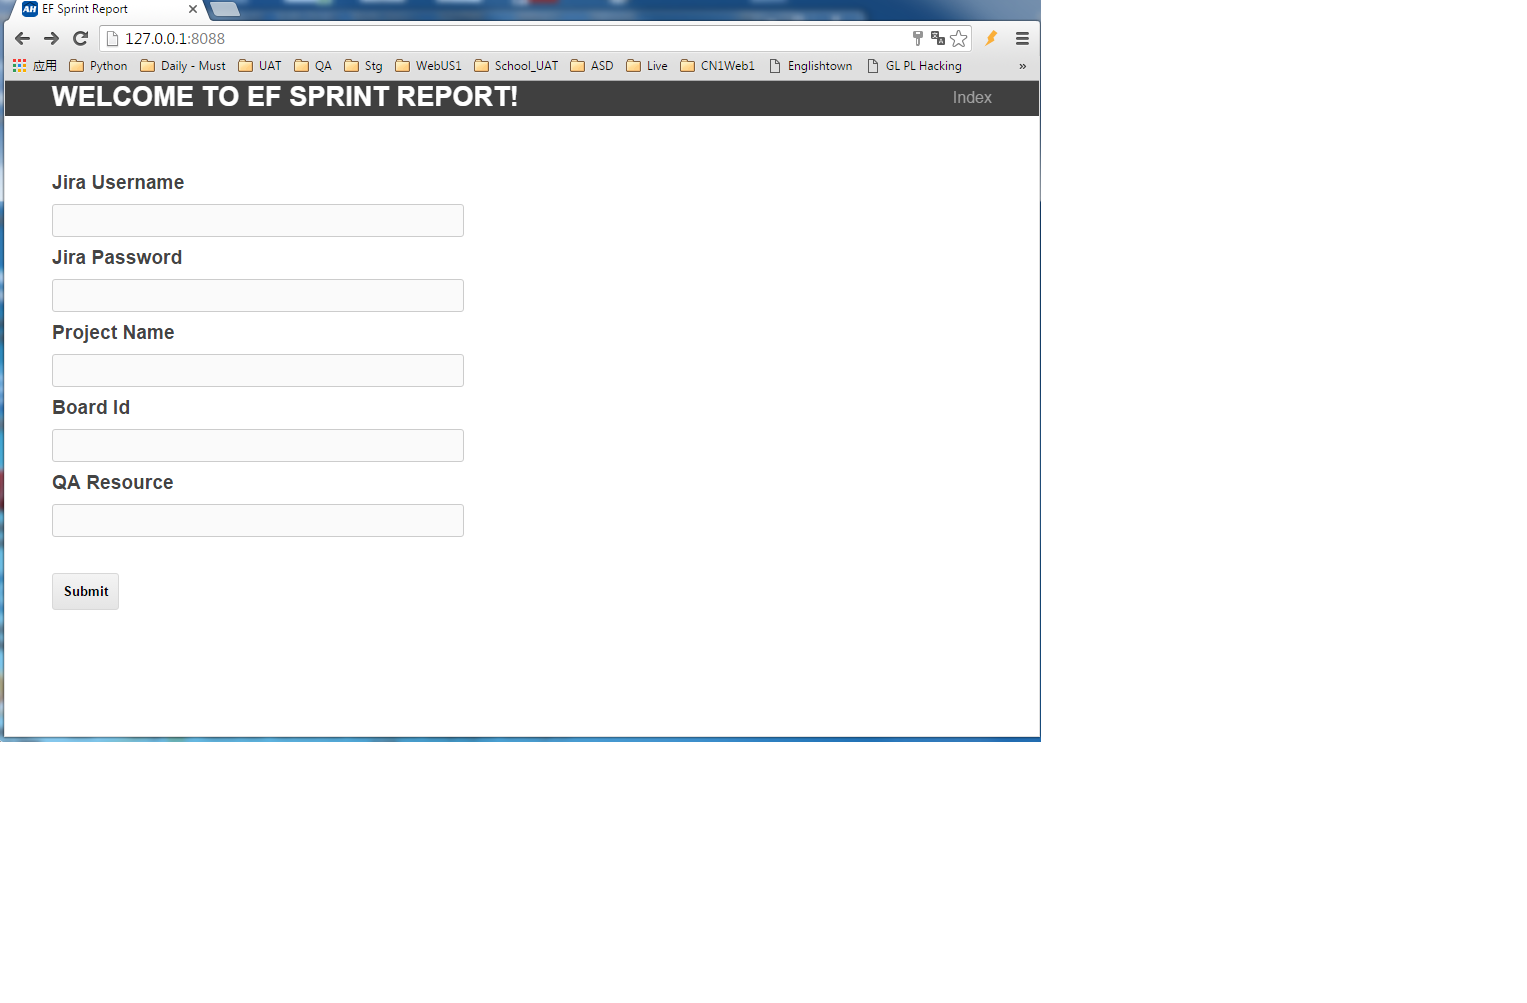 AH EF Sprint Report
127.0.0.1:8088
应用 Python Daily - Must UAT QA Stg WebUS1 School_UAT ASD Live CN1Web1 Englishtown GL PL Hacking »
WELCOME TO EF SPRINT REPORT! Index
Jira Username
Jira Password
Project Name
Board Id
QA Resource
Submit